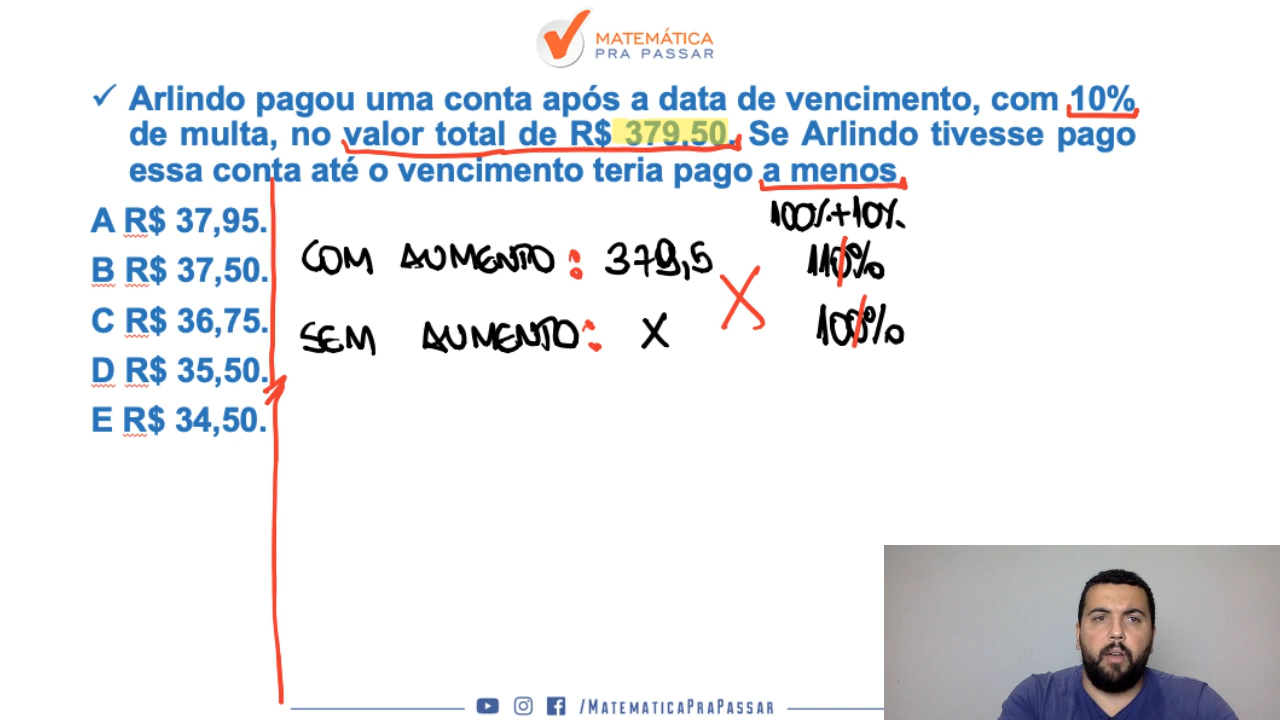 MATEMÁTICA
PRA PASSAR
✓ Arlindo pagou uma conta após a data de vencimento, com 10%
de multa, no valor total de R$ 379,50. Se Arlindo tivesse pago
essa conta até o vencimento teria pago a menos
A R$ 37,95.
B R$ 37,50.
C R$ 36,75.
D R$ 35,50.
E R$ 34,50.
100%+10%
COM AUMENTO: 379,5 110%
SEM AUMENTO: X 100%
/MATEMATICAPRAPASSAR